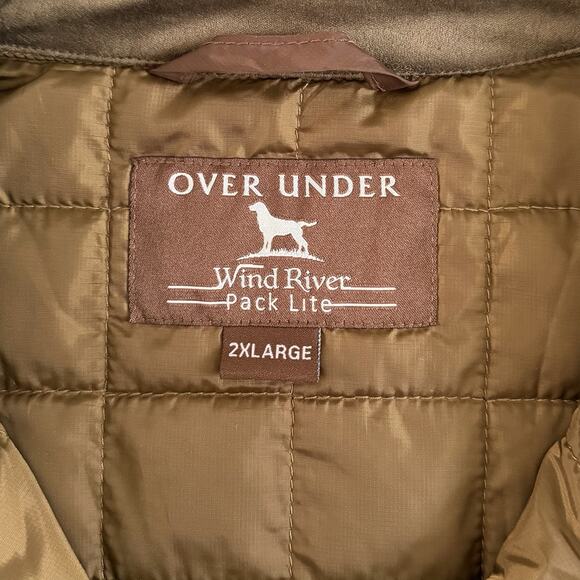 OVER UNDER
Wind River
Pack Lite
2XLARGE